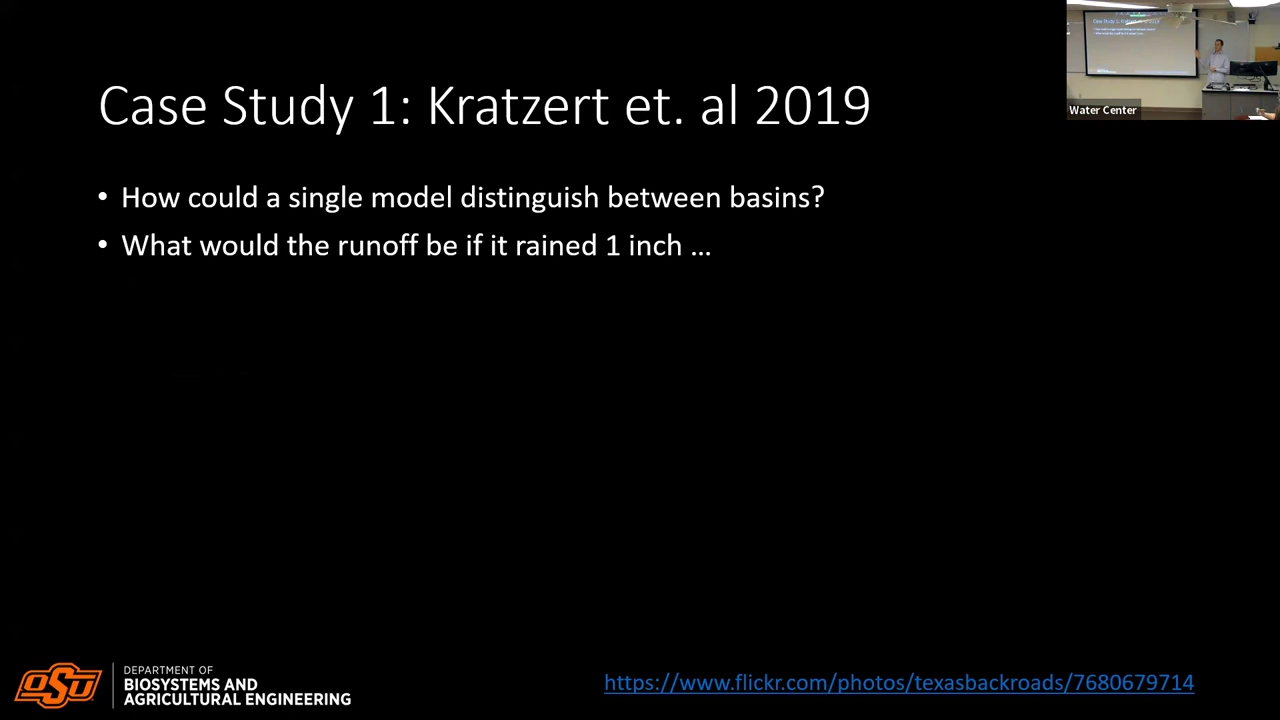 Case Study 1: Kratzert et. al 2019
• How could a single model distinguish between basins?
• What would the runoff be if it rained 1 inch …
Water Center
OSU
DEPARTMENT OF
BIOSYSTEMS AND
AGRICULTURAL ENGINEERING
https://www.flickr.com/photos/texasbackroads/7680679714